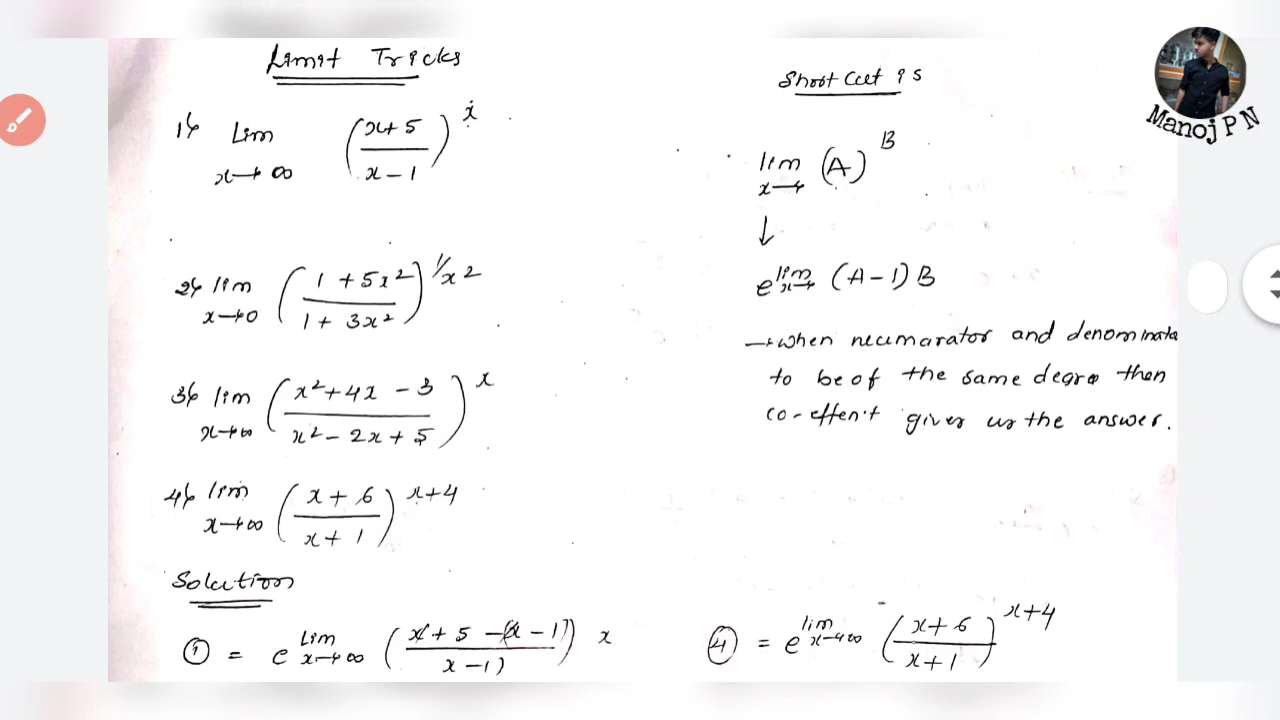 Limit Tricks
1) Lim x→∞ ((x+5)/(x-1))^x
2) lim x→0 ((1+5x²)/(1+3x²))^1/x²
3) lim x→∞ ((x²+4x-3)/(x²-2x+5))^x
4) lim x→∞ ((x+6)/(x+1))^x+4
Solution
① = e^Lim x→∞ ((x+5-(x-1))/(x-1)) x
Shoot Cut is
lim x→ (A)^B
↓
e^lim x→ (A-1)B
→ when neumarator and denominato
to be of the same degre then
co-effent gives us the answer.
④ = e^lim x→∞ ((x+6)/(x+1))^x+4
Manoj P N